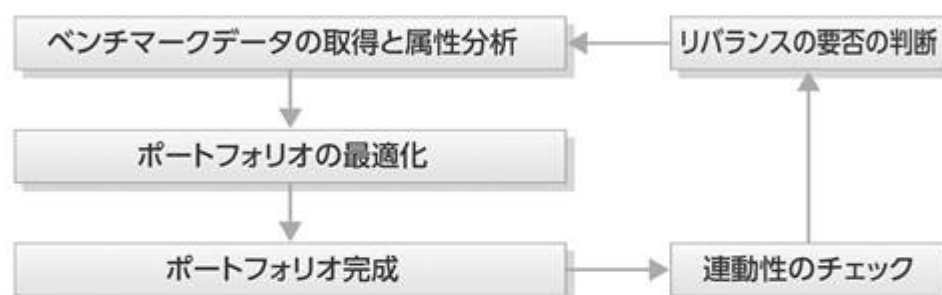 ベンチマークデータの取得と属性分析
リバランスの要否の判断
ポートフォリオの最適化
ポートフォリオ完成
連動性のチェック